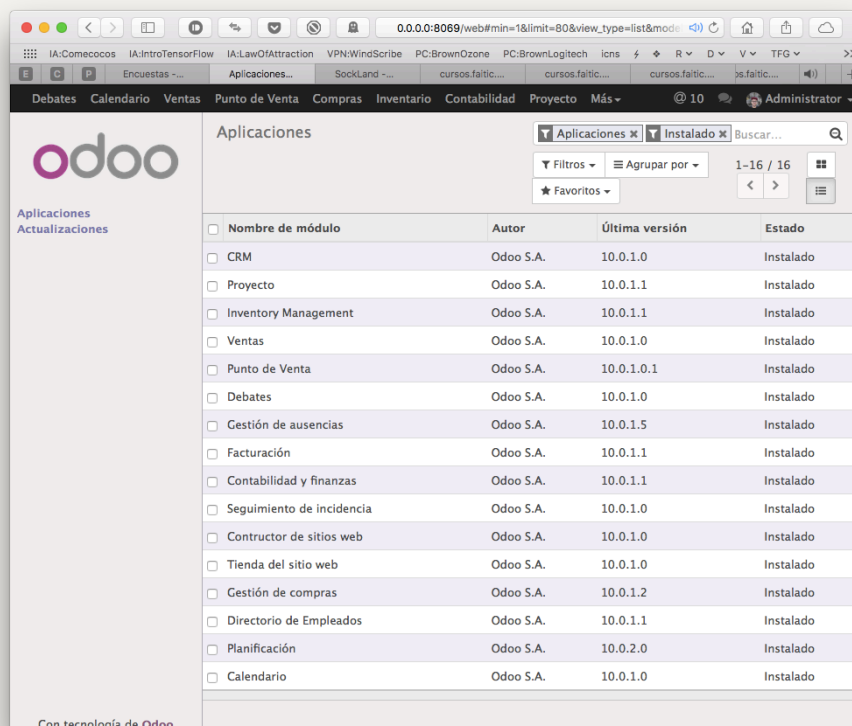 0.0.0.0:8069/web#min=1&limit=80&view_type=list&mode
IA:Comecocos IA:IntroTensorFlow IA:LawOfAttraction VPN:WindScribe PC:BrownOzone PC:BrownLogitech icns R D V TFG >>
E C P Encuestas -... Aplicaciones... SockLand -... cursos.faltic.... cursos.faltic.... cursos.faltic.... os.faltic....
Debates Calendario Ventas Punto de Venta Compras Inventario Contabilidad Proyecto Más @ 10 Administrator
odoo
Aplicaciones
Actualizaciones
Aplicaciones
Aplicaciones × Instalado × Buscar...
Filtros Agrupar por 1-16 / 16
Favoritos < >
Nombre de módulo Autor Última versión Estado
CRM Odoo S.A. 10.0.1.0 Instalado
Proyecto Odoo S.A. 10.0.1.1 Instalado
Inventory Management Odoo S.A. 10.0.1.1 Instalado
Ventas Odoo S.A. 10.0.1.0 Instalado
Punto de Venta Odoo S.A. 10.0.1.0.1 Instalado
Debates Odoo S.A. 10.0.1.0 Instalado
Gestión de ausencias Odoo S.A. 10.0.1.5 Instalado
Facturación Odoo S.A. 10.0.1.1 Instalado
Contabilidad y finanzas Odoo S.A. 10.0.1.1 Instalado
Seguimiento de incidencia Odoo S.A. 10.0.1.0 Instalado
Contructor de sitios web Odoo S.A. 10.0.1.0 Instalado
Tienda del sitio web Odoo S.A. 10.0.1.0 Instalado
Gestión de compras Odoo S.A. 10.0.1.2 Instalado
Directorio de Empleados Odoo S.A. 10.0.1.1 Instalado
Planificación Odoo S.A. 10.0.2.0 Instalado
Calendario Odoo S.A. 10.0.1.0 Instalado
Con tecnología de Odoo